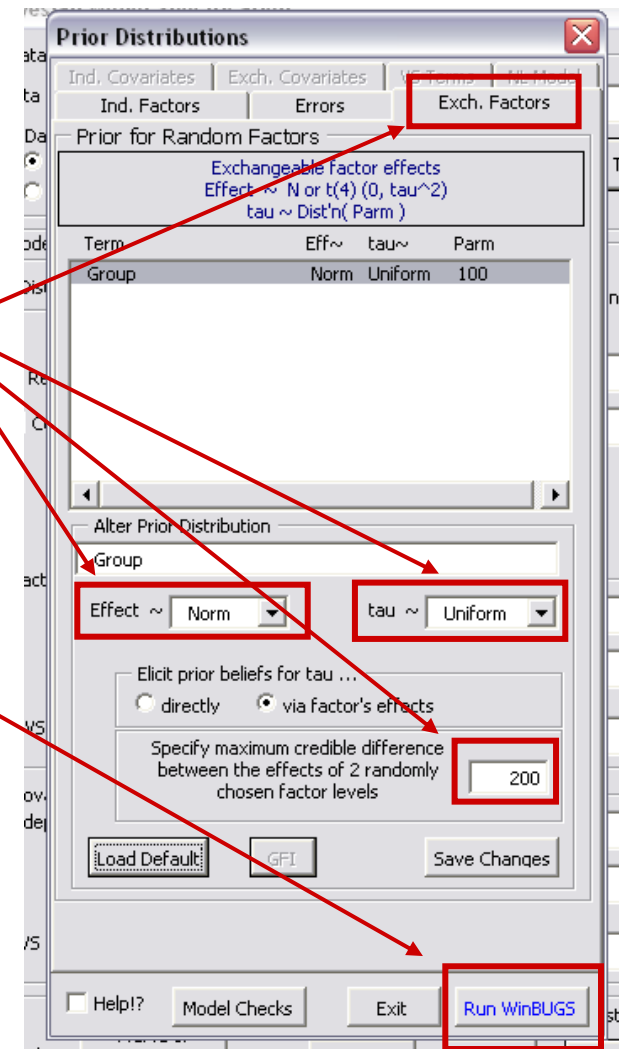 Prior Distributions
Ind. Covariates Exch. Covariates VS Terms NL Model
Ind. Factors Errors Exch. Factors
Prior for Random Factors
Exchangeable factor effects
Effect ~ N or t(4) (0, tau^2)
tau ~ Dist'n( Parm )
Term Eff~ tau~ Parm
Group Norm Uniform 100
Alter Prior Distribution
Group
Effect ~ Norm tau ~ Uniform
Elicit prior beliefs for tau ...
directly via factor's effects
Specify maximum credible difference
between the effects of 2 randomly
chosen factor levels
200
Load Default GFI Save Changes
Help!? Model Checks Exit Run WinBUGS